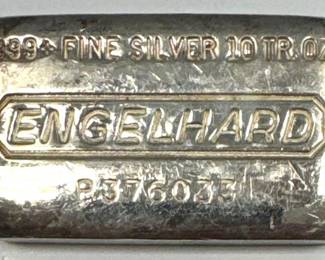 999+ FINE SILVER 10 TR. OZ
ENGELHARD
P376033